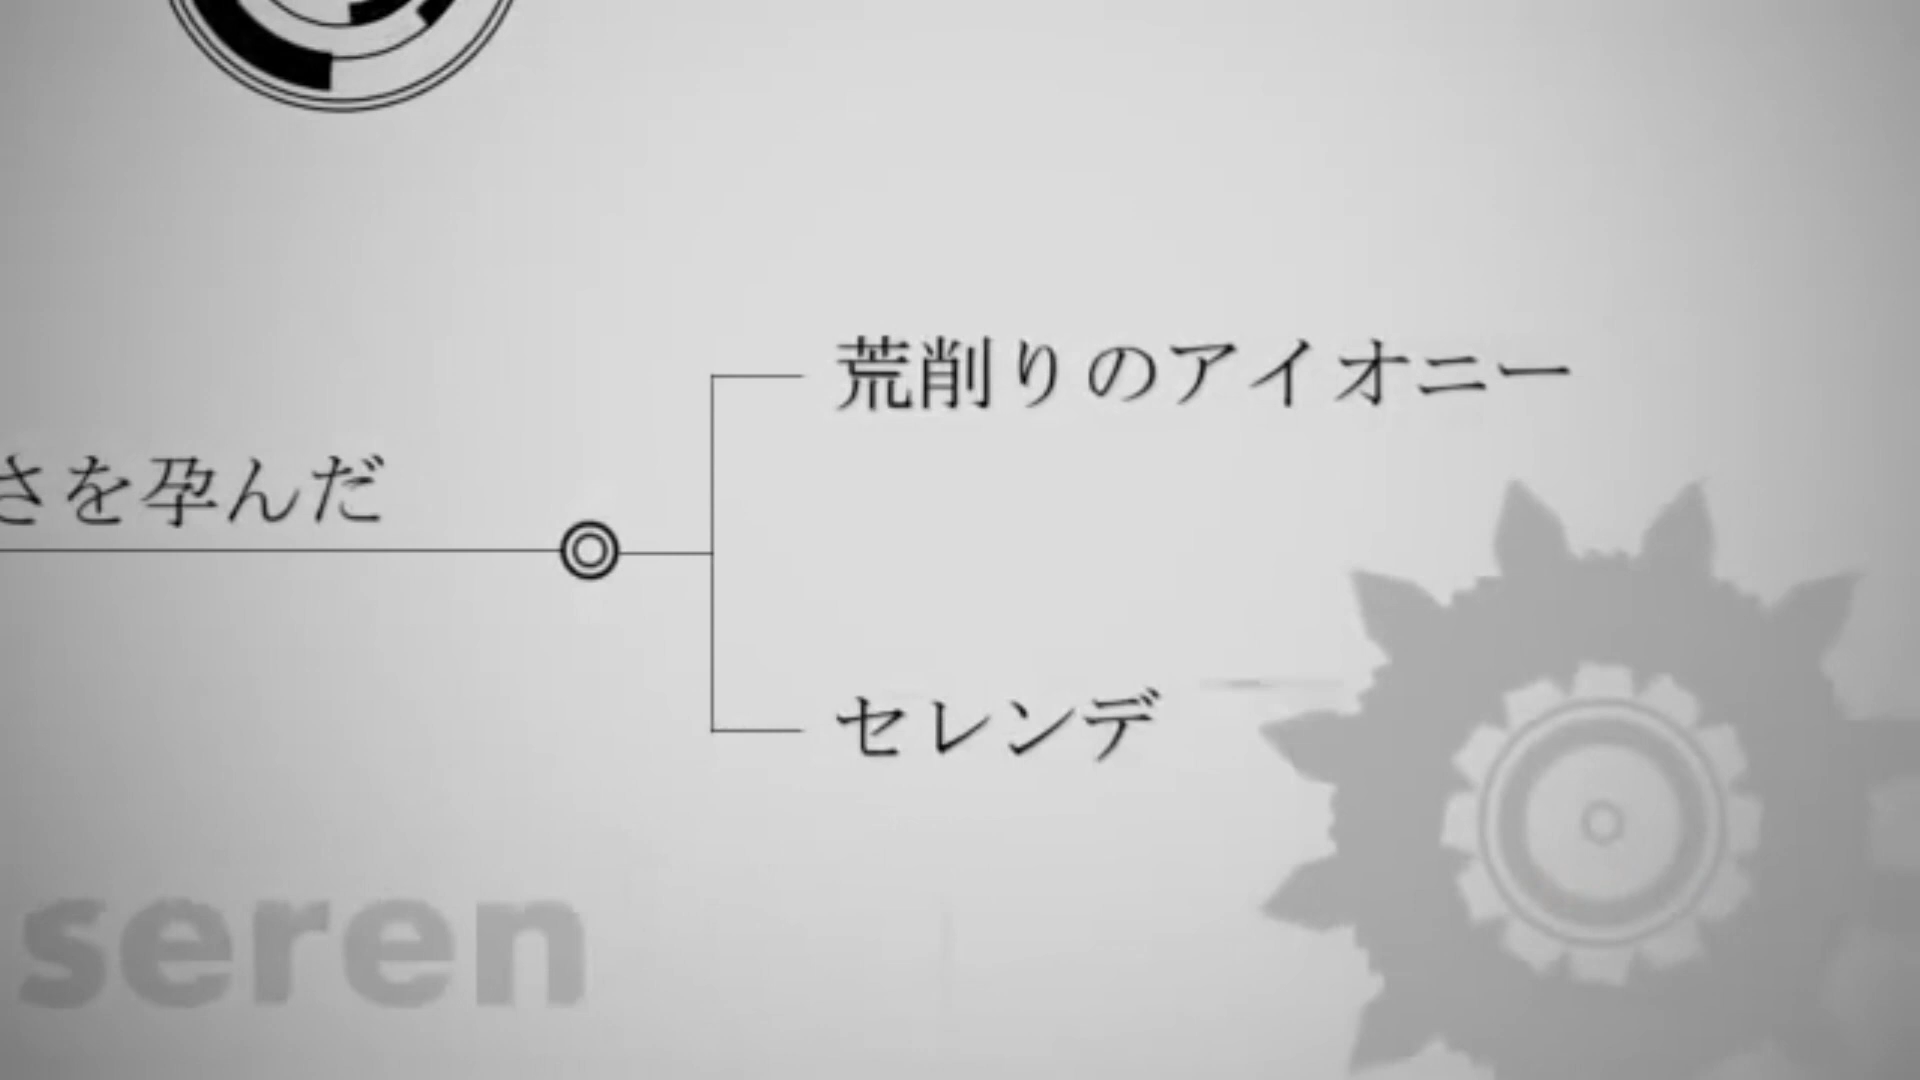 荒削りのアイオニー
さを孕んだ
セレンデ
seren